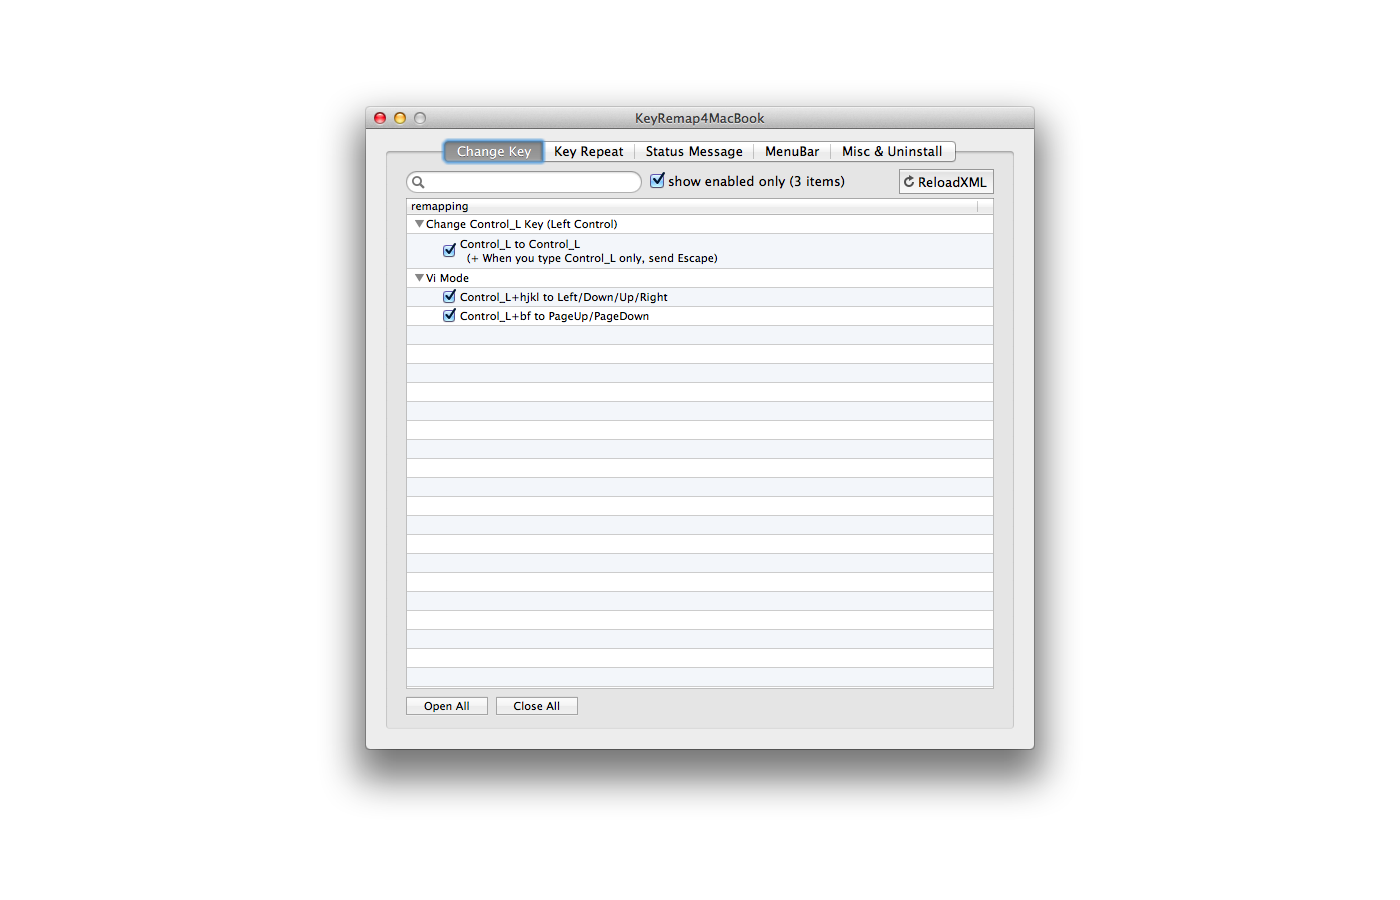 KeyRemap4MacBook
Change Key Key Repeat Status Message MenuBar Misc & Uninstall
show enabled only (3 items) ReloadXML
remapping
Change Control_L Key (Left Control)
Control_L to Control_L
(+ When you type Control_L only, send Escape)
Vi Mode
Control_L+hjkl to Left/Down/Up/Right
Control_L+bf to PageUp/PageDown
Open All Close All